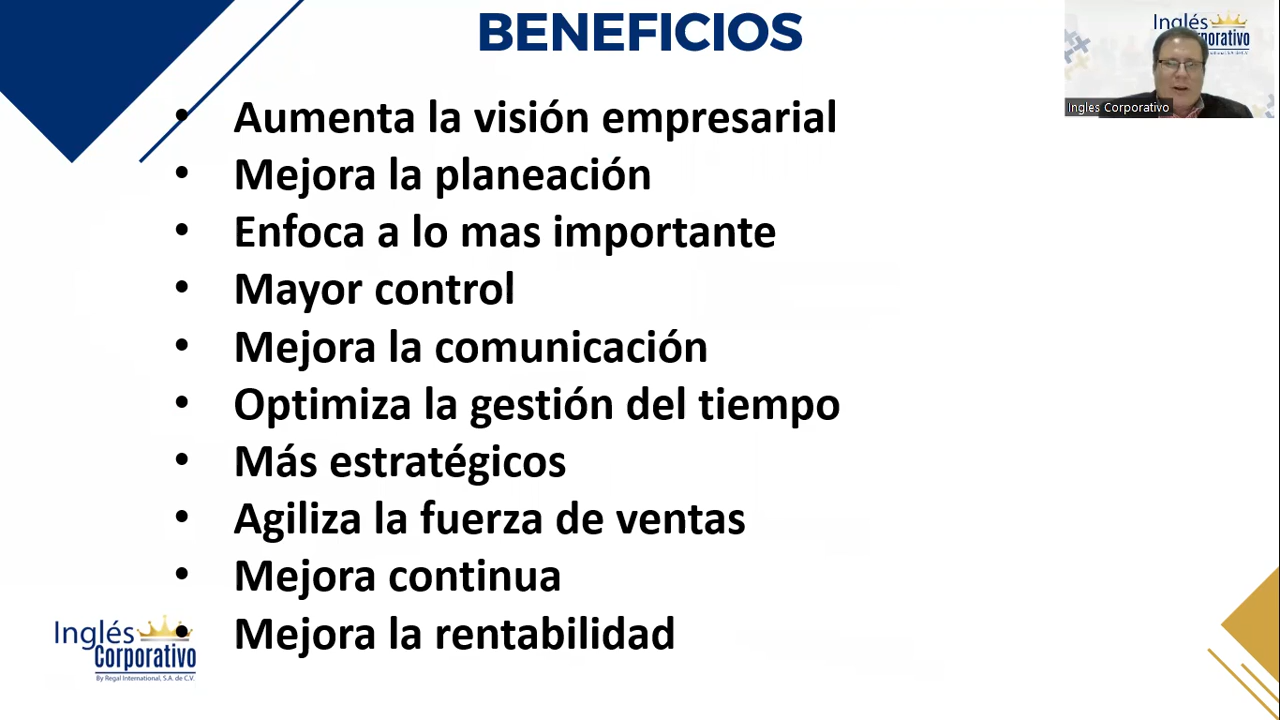 BENEFICIOS
Inglés
Ingles Corporativo
• Aumenta la visión empresarial
• Mejora la planeación
• Enfoca a lo mas importante
• Mayor control
• Mejora la comunicación
• Optimiza la gestión del tiempo
• Más estratégicos
• Agiliza la fuerza de ventas
• Mejora continua
• Mejora la rentabilidad
Inglés
Corporativo
By Regal International, S.A. de C.V.